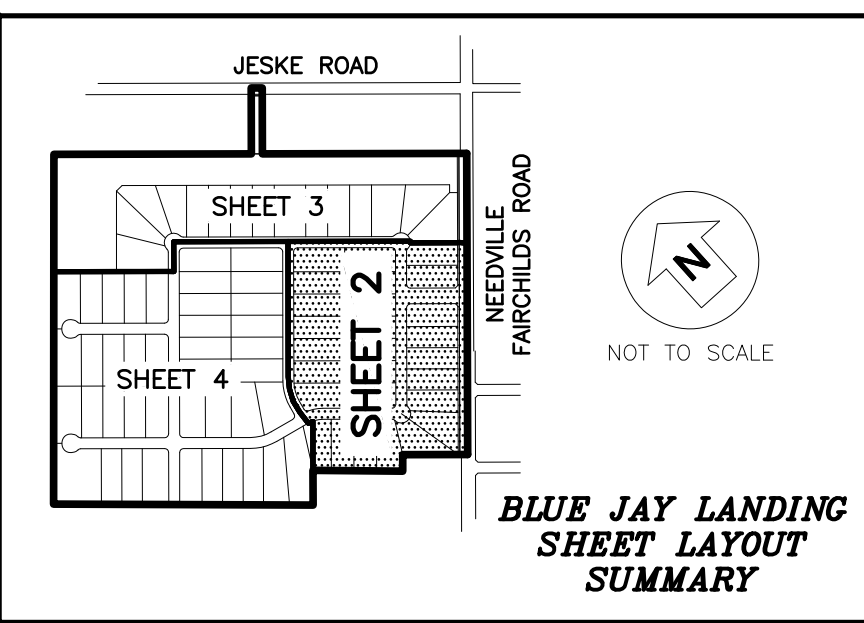 JESKE ROAD
SHEET 3
NEEDVILLE
FAIRCHILDS ROAD
SHEET 2
SHEET 4
N
NOT TO SCALE
BLUE JAY LANDING
SHEET LAYOUT
SUMMARY